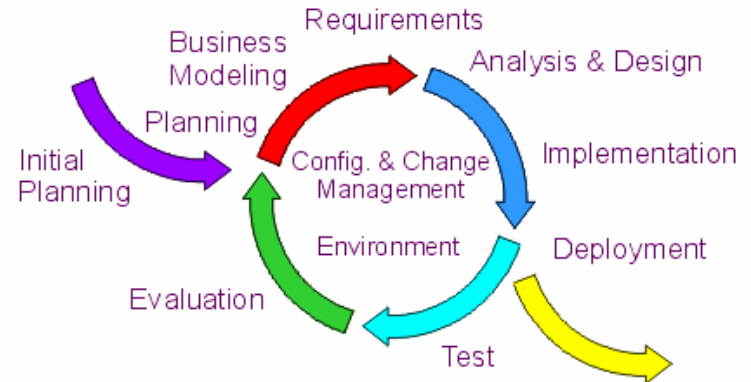 Requirements
Business
Modeling
Analysis & Design
Planning
Initial
Planning
Config. & Change
Management
Implementation
Environment
Deployment
Evaluation
Test